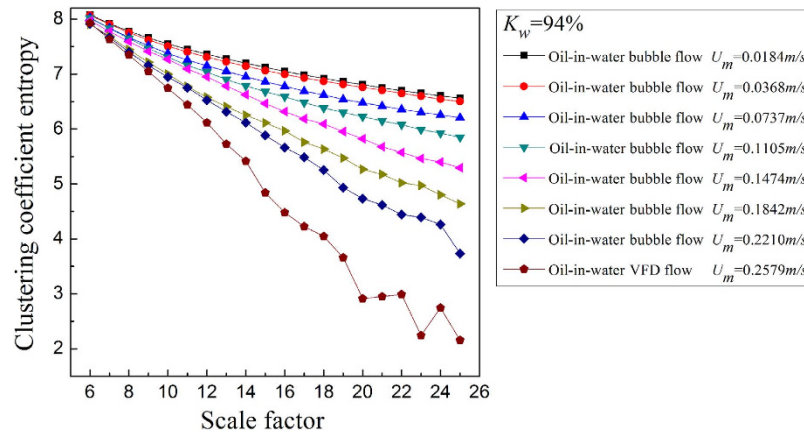 8
7
6
5
4
3
2
Clustering coefficient entropy
6 8 10 12 14 16 18 20 22 24 26
Scale factor
K_w=94%
Oil-in-water bubble flow U_m=0.0184m/s
Oil-in-water bubble flow U_m=0.0368m/s
Oil-in-water bubble flow U_m=0.0737m/s
Oil-in-water bubble flow U_m=0.1105m/s
Oil-in-water bubble flow U_m=0.1474m/s
Oil-in-water bubble flow U_m=0.1842m/s
Oil-in-water bubble flow U_m=0.2210m/s
Oil-in-water VFD flow U_m=0.2579m/s